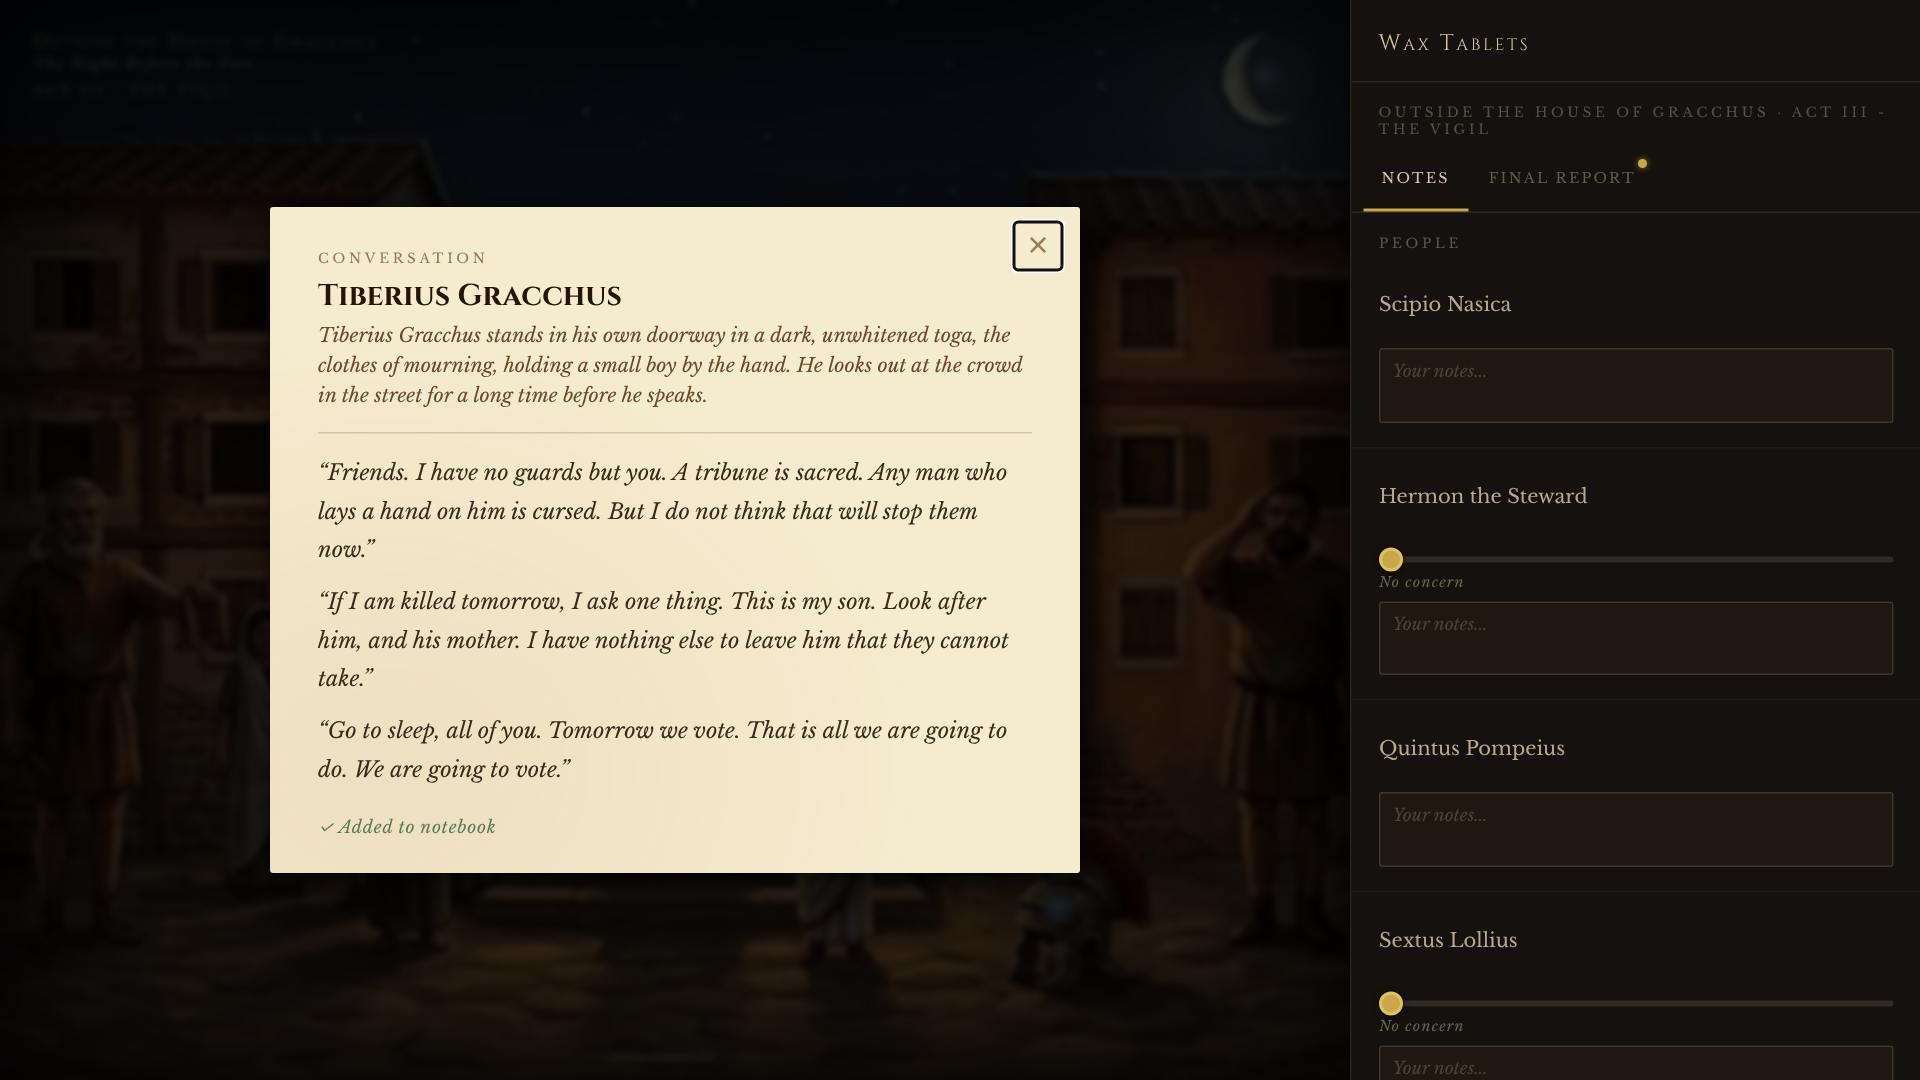 CONVERSATION
TIBERIUS GRACCHUS
Tiberius Gracchus stands in his own doorway in a dark, unwhitened toga, the
clothes of mourning, holding a small boy by the hand. He looks out at the crowd
in the street for a long time before he speaks.
“Friends. I have no guards but you. A tribune is sacred. Any man who
lays a hand on him is cursed. But I do not think that will stop them
now.”
“If I am killed tomorrow, I ask one thing. This is my son. Look after
him, and his mother. I have nothing else to leave him that they cannot
take.”
“Go to sleep, all of you. Tomorrow we vote. That is all we are going to
do. We are going to vote.”
✓ Added to notebook
Wax Tablets
OUTSIDE THE HOUSE OF GRACCHUS · ACT III -
THE VIGIL
NOTES
FINAL REPORT
PEOPLE
Scipio Nasica
Your notes...
Hermon the Steward
No concern
Your notes...
Quintus Pompeius
Your notes...
Sextus Lollius
No concern
Your notes...